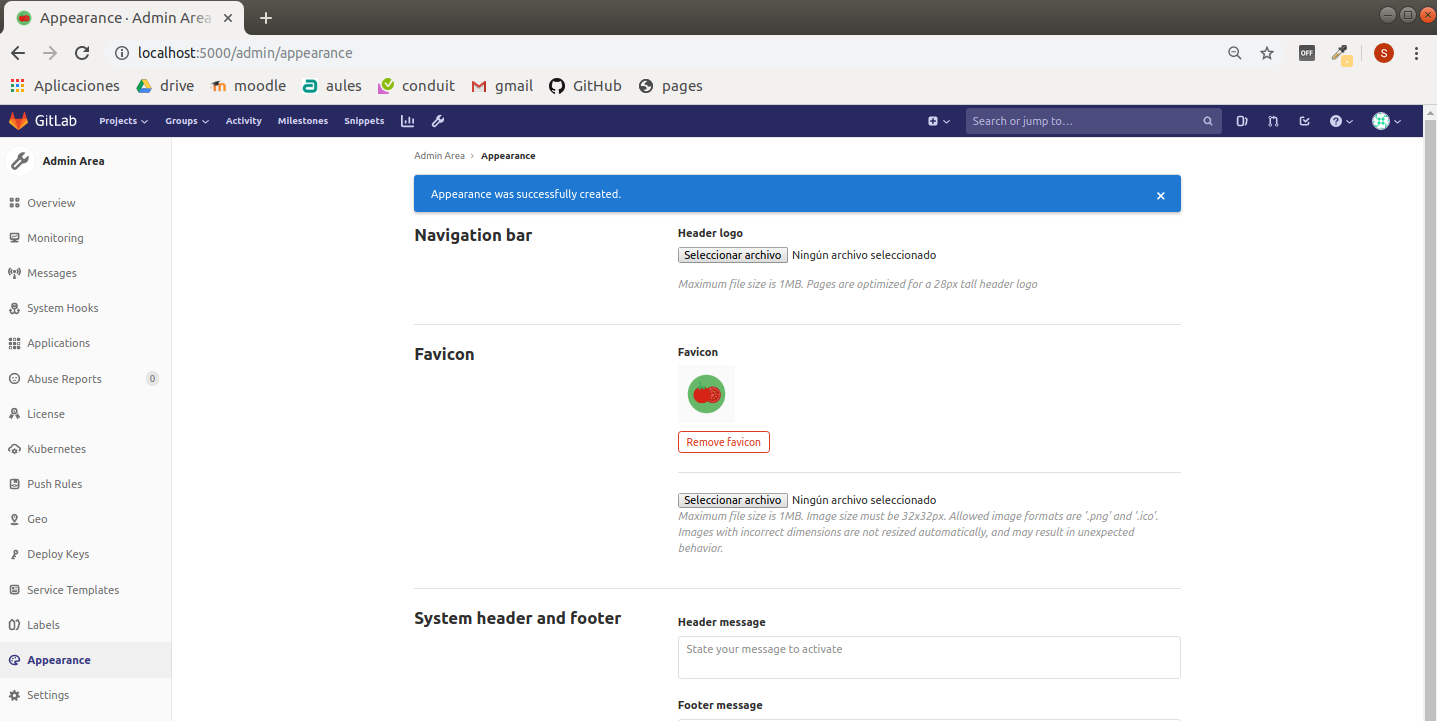 Appearance · Admin Area
localhost:5000/admin/appearance
OFF
S
Aplicaciones drive moodle aules conduit gmail GitHub pages
GitLab Projects Groups Activity Milestones Snippets Search or jump to…
Admin Area
Overview
Monitoring
Messages
System Hooks
Applications
Abuse Reports 0
License
Kubernetes
Push Rules
Geo
Deploy Keys
Service Templates
Labels
Appearance
Settings
Admin Area › Appearance
Appearance was successfully created.
Navigation bar
Header logo
Seleccionar archivo Ningún archivo seleccionado
Maximum file size is 1MB. Pages are optimized for a 28px tall header logo
Favicon
Favicon
Remove favicon
Seleccionar archivo Ningún archivo seleccionado
Maximum file size is 1MB. Image size must be 32x32px. Allowed image formats are '.png' and '.ico'.
Images with incorrect dimensions are not resized automatically, and may result in unexpected
behavior.
System header and footer
Header message
State your message to activate
Footer message